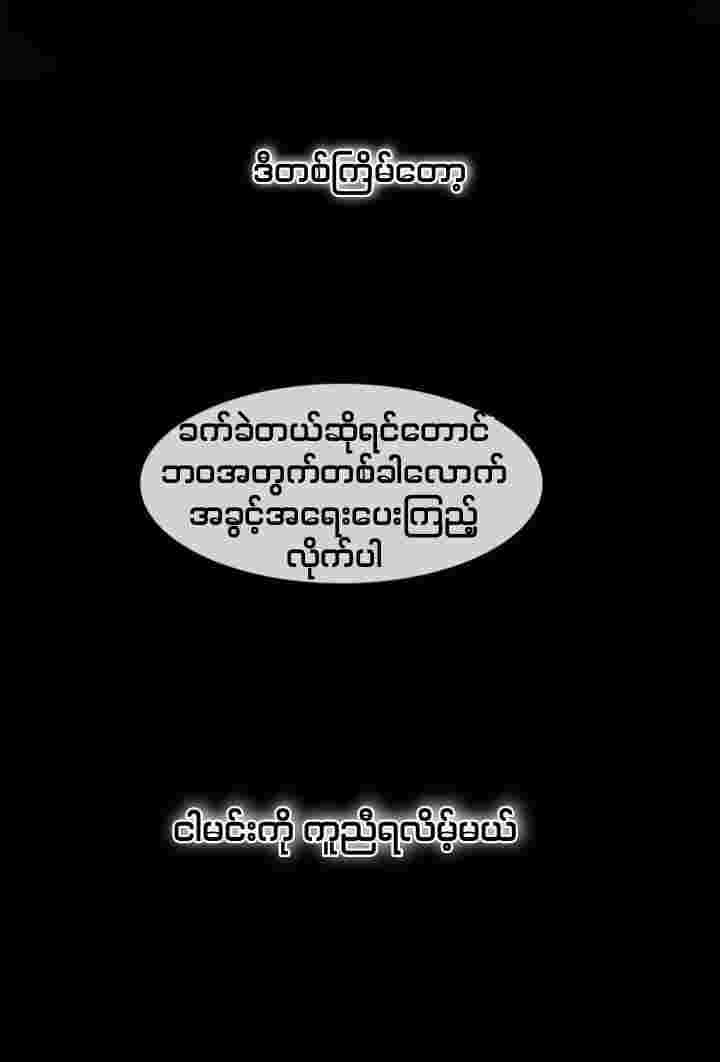 ဒီတစ်ကြိမ်တော့
ခက်ခဲတယ်ဆိုရင်တောင်
ဘဝအတွက်တစ်ခါလောက်
အခွင့်အရေးပေးကြည့်
လိုက်ပါ
ငါမင်းကို ကူညီရလိမ့်မယ်